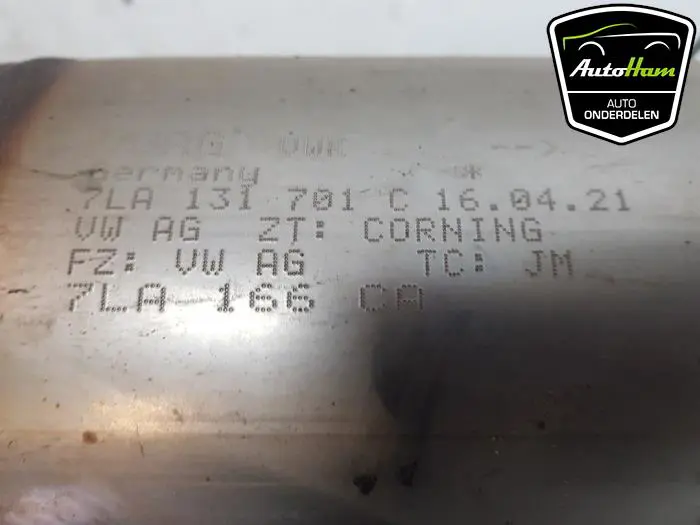 AutoHam
AUTO
ONDERDELEN
VWK -->
Germany
7LA 131 701 C 16.04.21
VW AG ZT: CORNING
FZ: VW AG TC: JM
7LA 166 CA